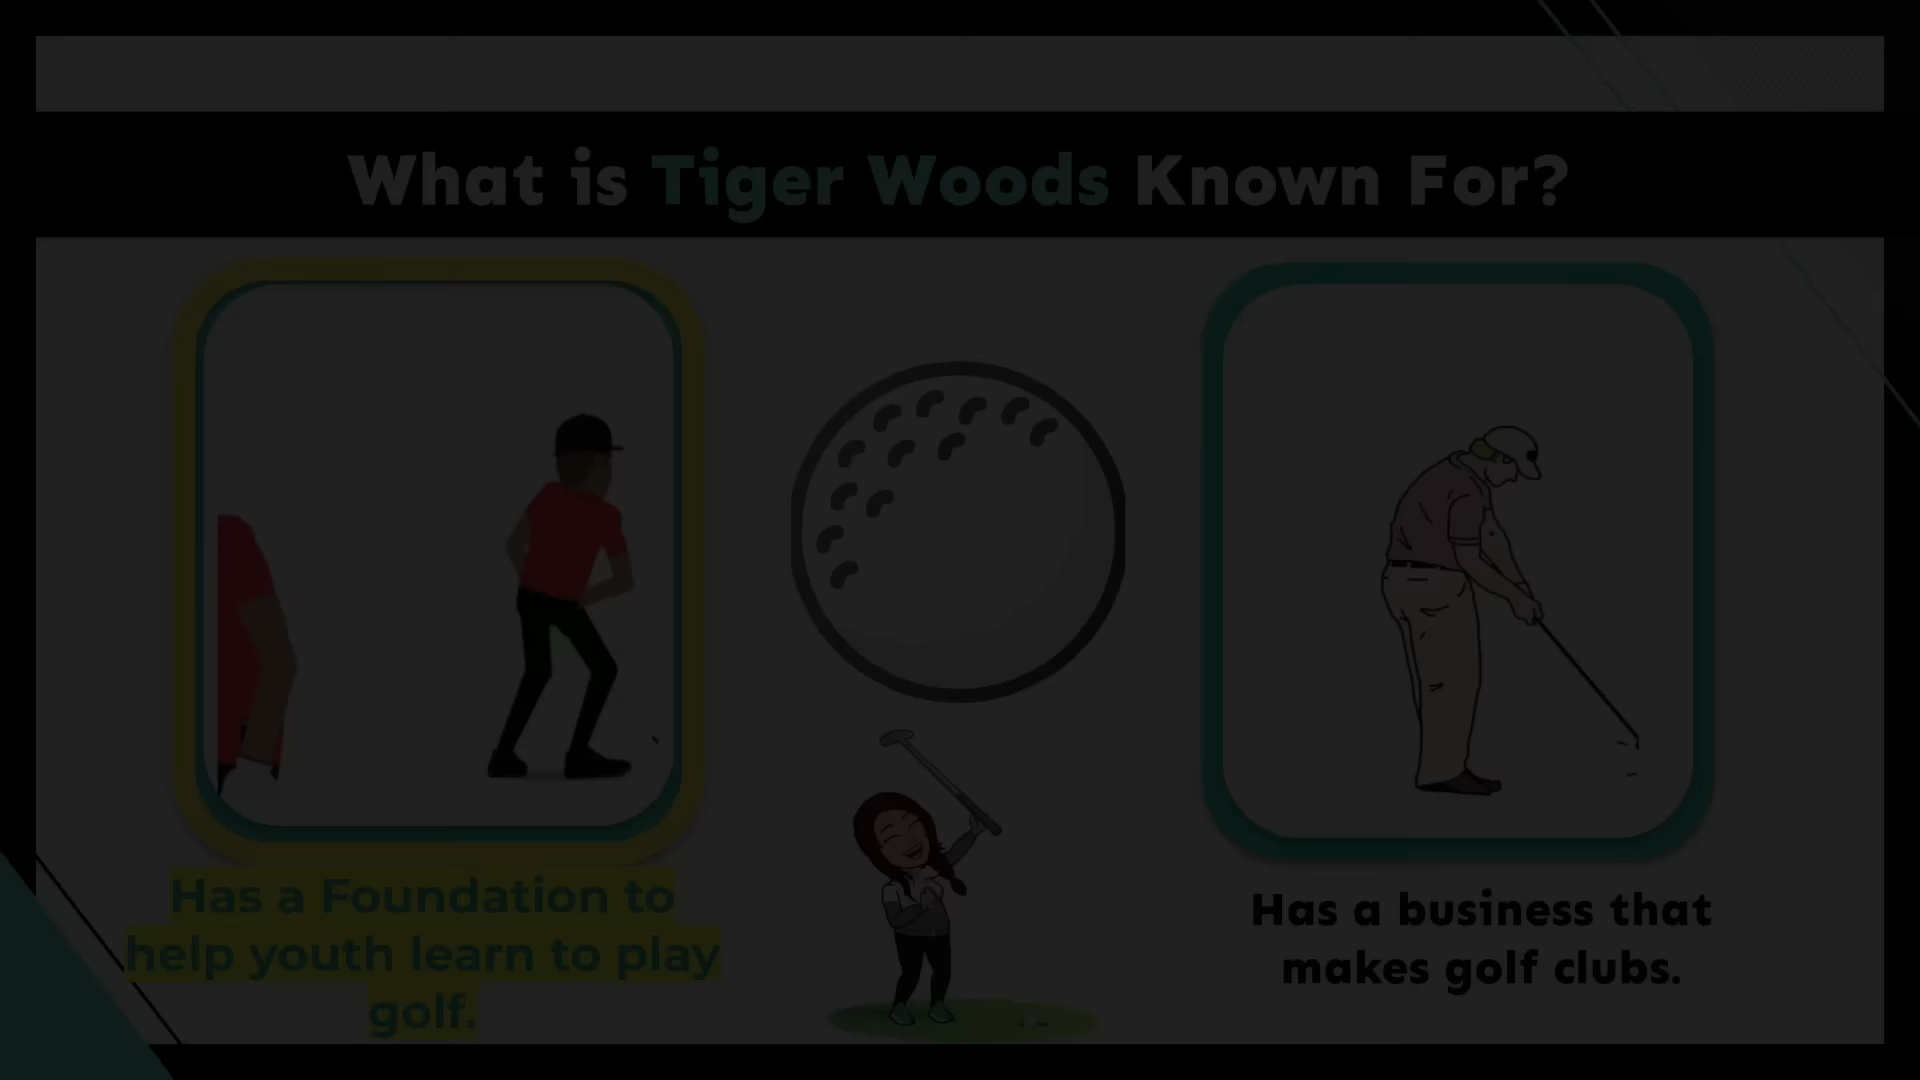 What is Tiger Woods Known For?
Has a Foundation to
help youth learn to play
golf.
Has a business that
makes golf clubs.